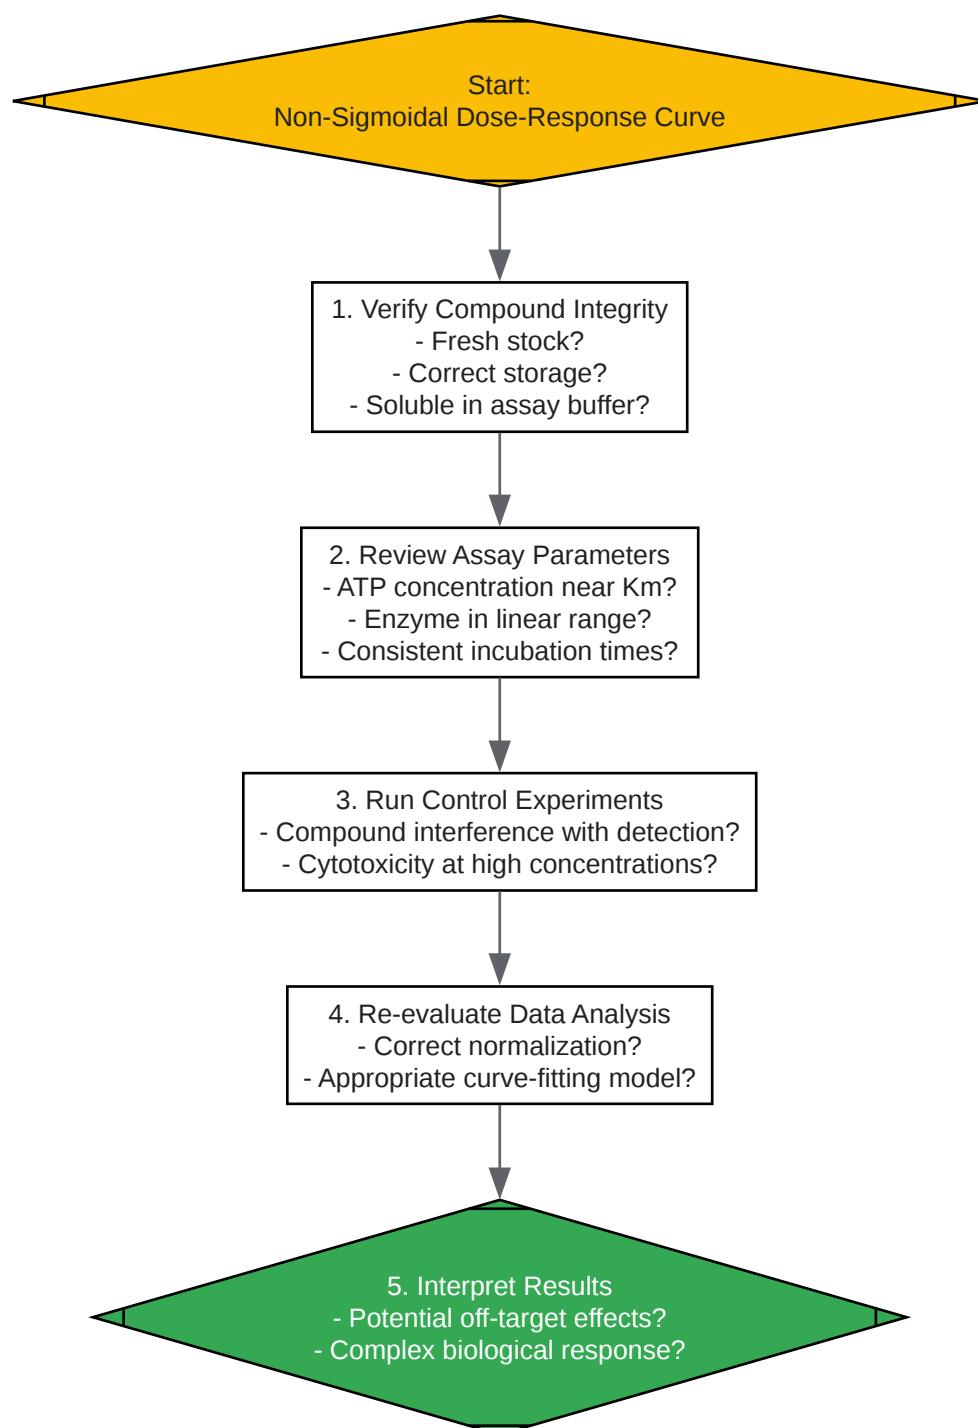 Start:
Non-Sigmoidal Dose-Response Curve
1. Verify Compound Integrity
- Fresh stock?
- Correct storage?
- Soluble in assay buffer?
2. Review Assay Parameters
- ATP concentration near Km?
- Enzyme in linear range?
- Consistent incubation times?
3. Run Control Experiments
- Compound interference with detection?
- Cytotoxicity at high concentrations?
4. Re-evaluate Data Analysis
- Correct normalization?
- Appropriate curve-fitting model?
5. Interpret Results
- Potential off-target effects?
- Complex biological response?